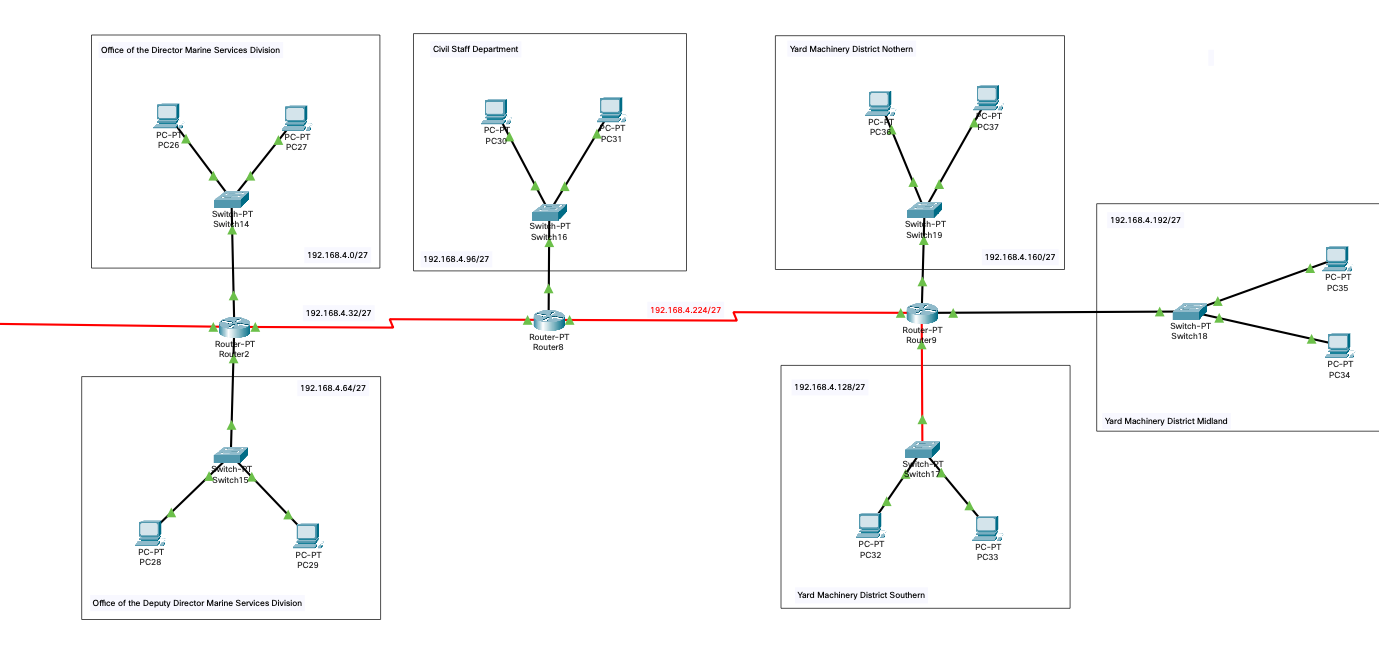 Office of the Director Marine Services Division
PC-PT
PC26
PC-PT
PC27
Switch-PT
Switch14
192.168.4.0/27
Civil Staff Department
PC-PT
PC30
PC-PT
PC31
Switch-PT
Switch16
192.168.4.96/27
Yard Machinery District Nothern
PC-PT
PC36
PC-PT
PC37
Switch-PT
Switch19
192.168.4.160/27
192.168.4.192/27
PC-PT
PC35
Switch-PT
Switch18
PC-PT
PC34
Yard Machinery District Midland
192.168.4.32/27
192.168.4.224/27
Router-PT
Router2
Router-PT
Router8
Router-PT
Router9
192.168.4.64/27
Switch-PT
Switch15
PC-PT
PC28
PC-PT
PC29
Office of the Deputy Director Marine Services Division
192.168.4.128/27
Switch-PT
Switch17
PC-PT
PC32
PC-PT
PC33
Yard Machinery District Southern